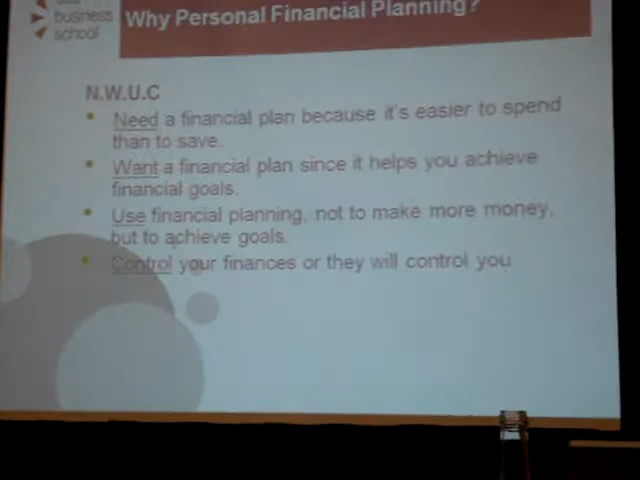 business
school
Why Personal Financial Planning?
N.W.U.C
• Need a financial plan because it's easier to spend
than to save.
• Want a financial plan since it helps you achieve
financial goals.
• Use financial planning, not to make more money,
but to achieve goals.
• Control your finances or they will control you